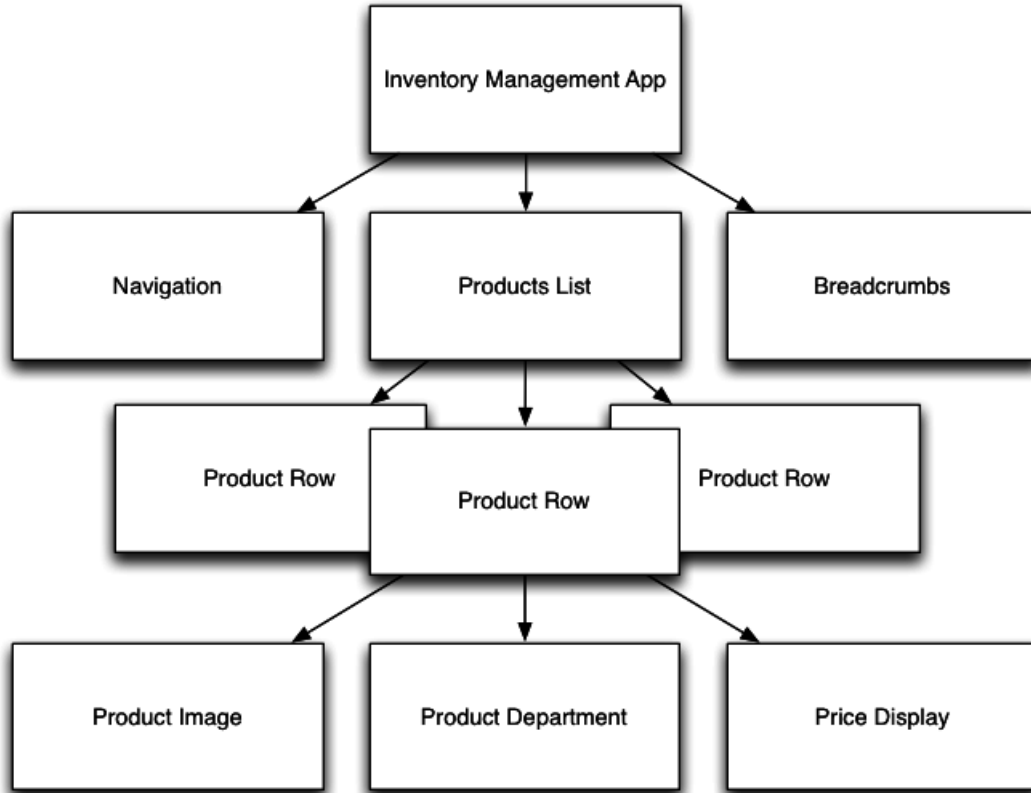 Inventory Management App
Navigation
Products List
Breadcrumbs
Product Row
Product Row
Product Row
Product Image
Product Department
Price Display